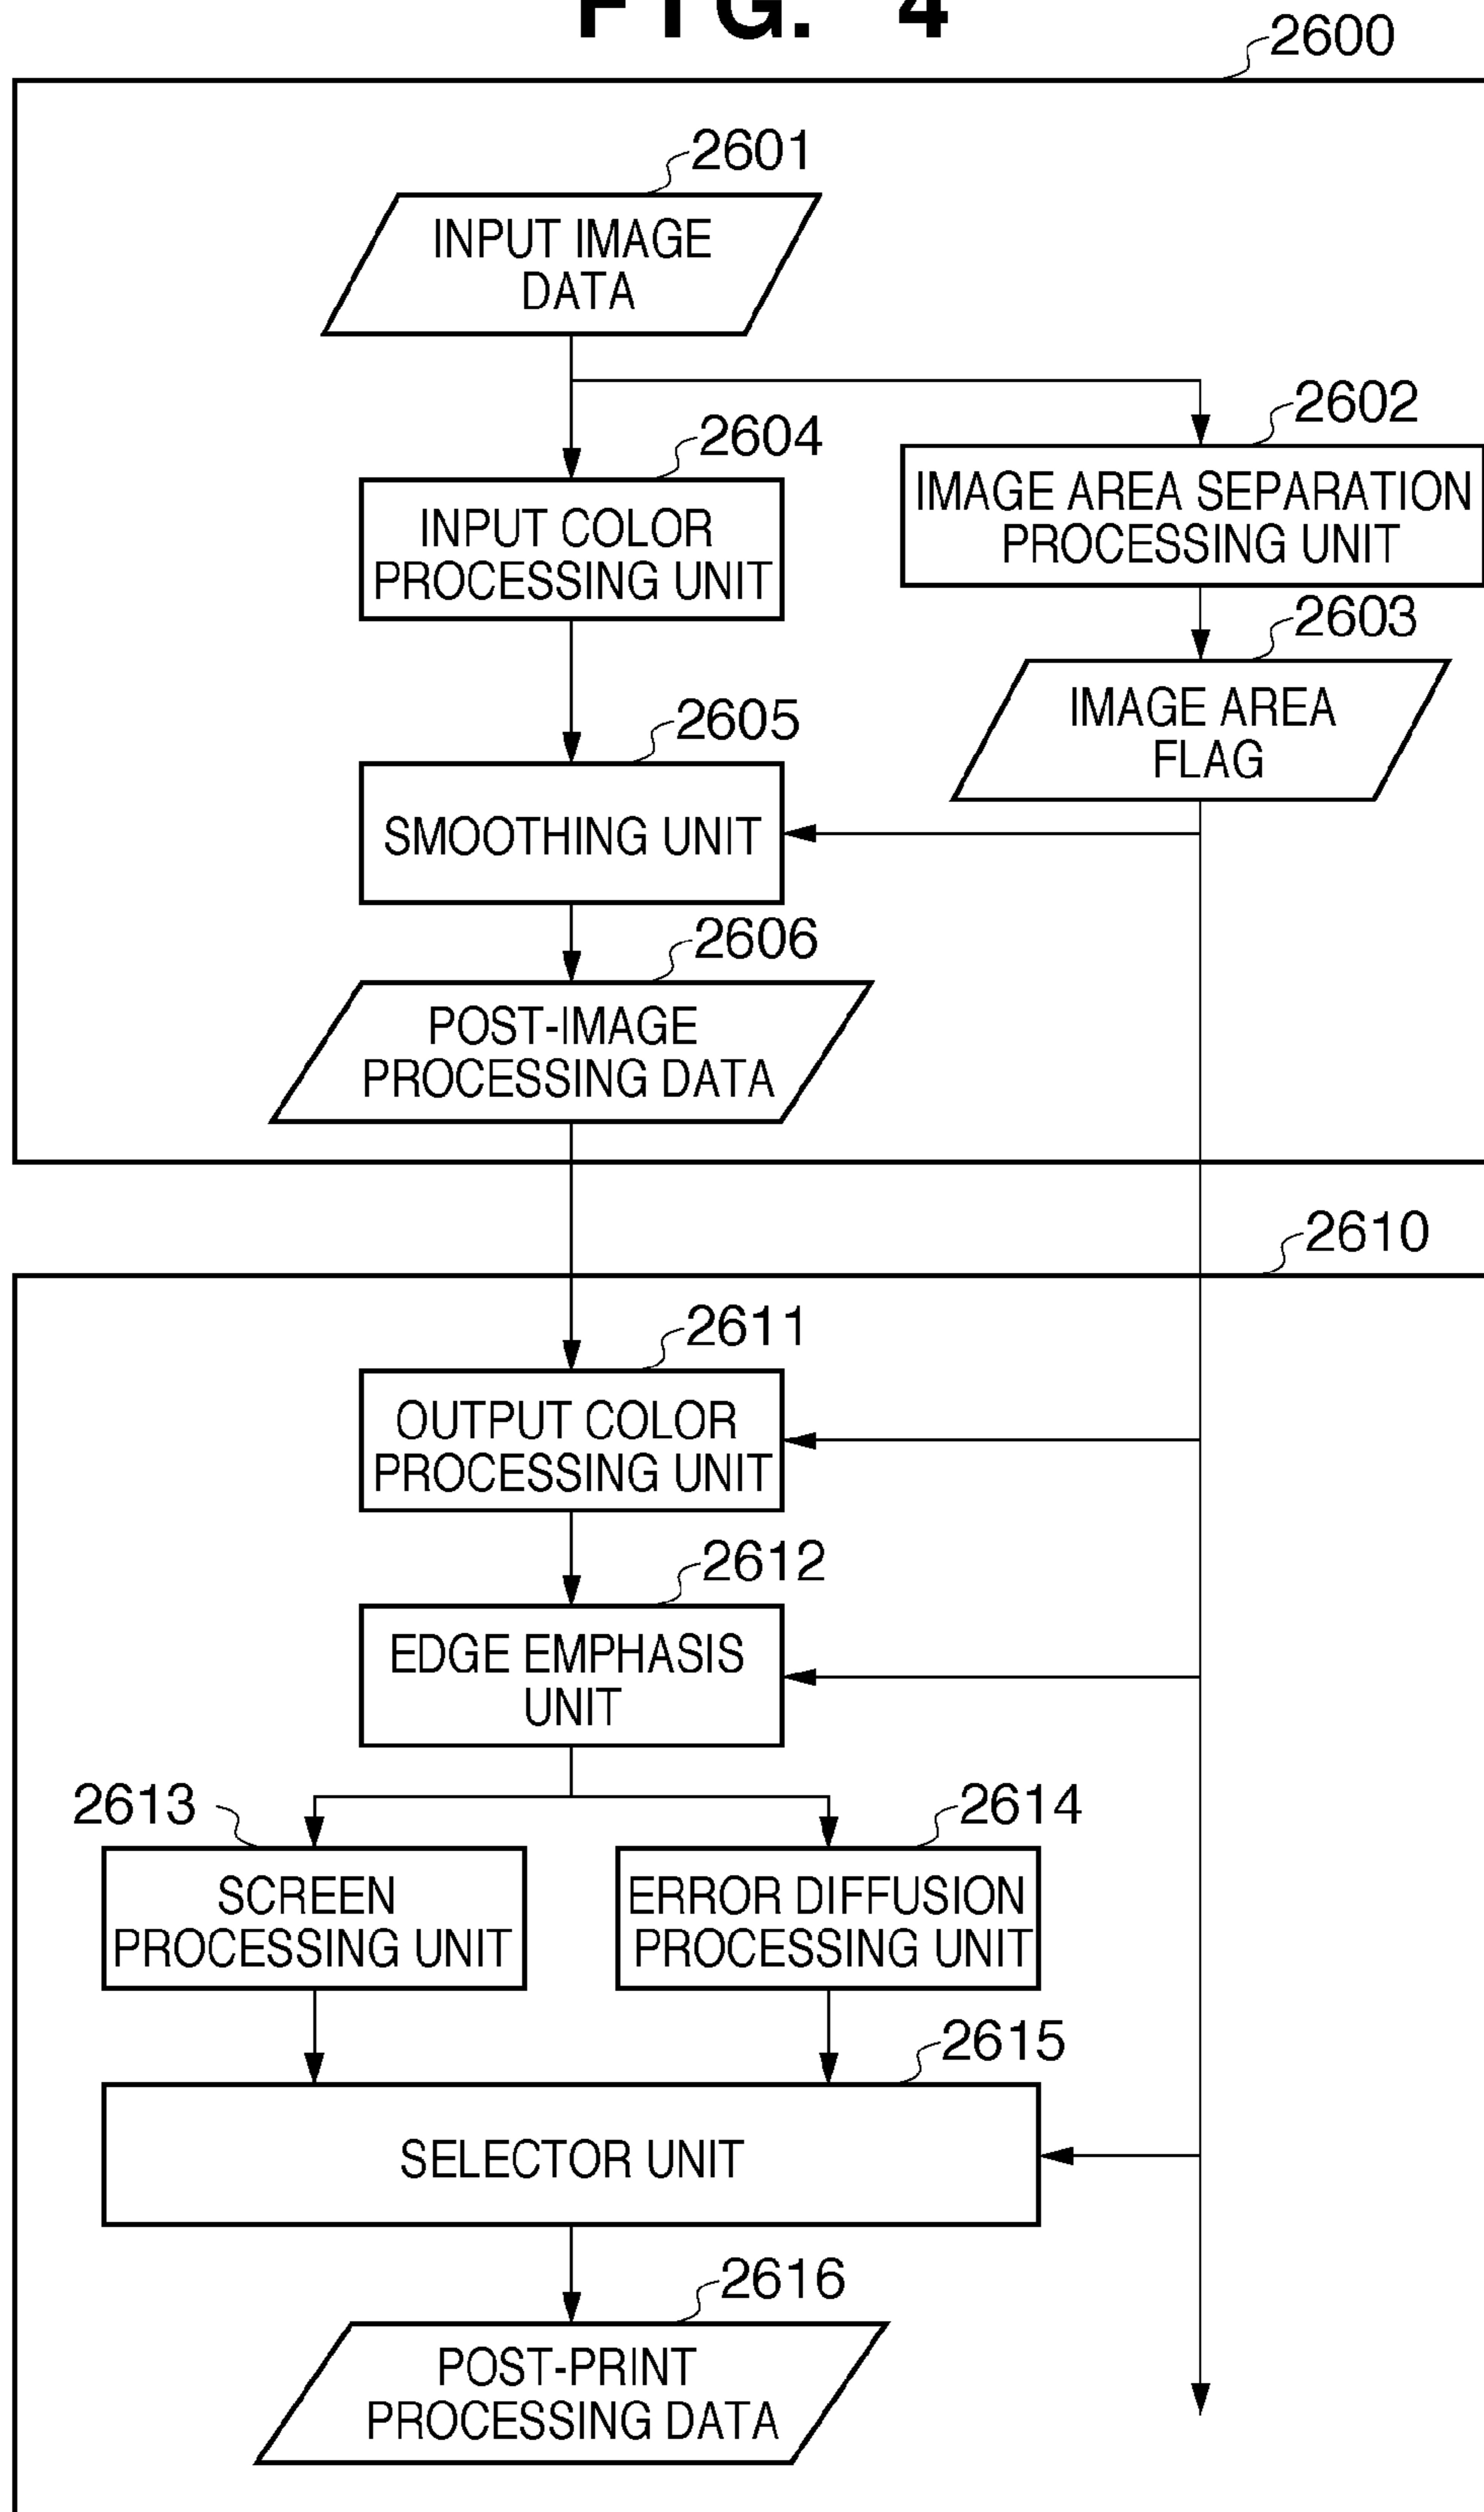 FIG. 4
2600
2601
INPUT IMAGE
DATA
2602
2604
IMAGE AREA SEPARATION
PROCESSING UNIT
INPUT COLOR
PROCESSING UNIT
2603
IMAGE AREA
FLAG
2605
SMOOTHING UNIT
2606
POST-IMAGE
PROCESSING DATA
2610
2611
OUTPUT COLOR
PROCESSING UNIT
2612
EDGE EMPHASIS
UNIT
2613
2614
SCREEN
PROCESSING UNIT
ERROR DIFFUSION
PROCESSING UNIT
2615
SELECTOR UNIT
2616
POST-PRINT
PROCESSING DATA